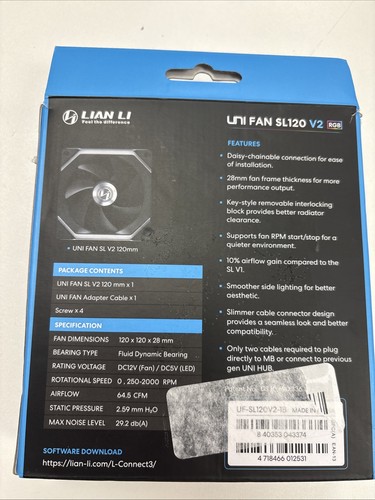 LIAN LI
Feel the difference
UNI FAN SL120 V2 RGB
UNI FAN SL V2 120mm
PACKAGE CONTENTS
UNI FAN SL V2 120 mm x 1
UNI FAN Adapter Cable x 1
Screw x 4
SPECIFICATION
FAN DIMENSIONS 120 x 120 x 28 mm
BEARING TYPE Fluid Dynamic Bearing
RATING VOLTAGE DC12V (Fan) / DC5V (LED)
ROTATIONAL SPEED 0 , 250-2000 RPM
AIRFLOW 64.5 CFM
STATIC PRESSURE 2.59 mm H₂O
MAX NOISE LEVEL 29.2 db(A)
SOFTWARE DOWNLOAD
https://lian-li.com/L-Connect3/
FEATURES
• Daisy-chainable connection for ease
of installation.
• 28mm fan frame thickness for more
performance output.
• Key-style removable interlocking
block provides better radiator
clearance.
• Supports fan RPM start/stop for a
quieter environment.
• 10% airflow gain compared to the
SL V1.
• Smoother side lighting for better
aesthetic.
• Slimmer cable connector design
provides a seamless look and better
compatibility.
• Only two cables required to plug
directly to MB or connect to previous
gen UNI HUB.
UF-SL120V2-1B MADE IN
8 40353 043374
4 718466 012531